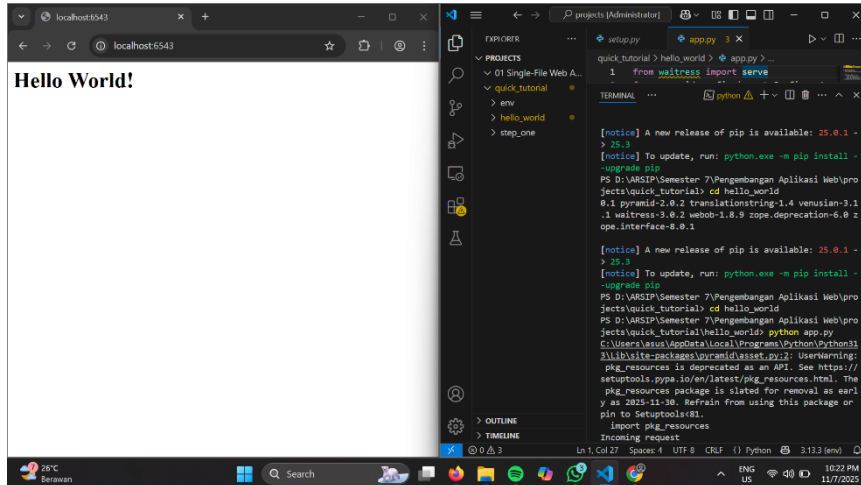 localhost:6543
localhost:6543
Hello World!
projects [Administrator]
EXPLORER
PROJECTS
01 Single-File Web A...
quick_tutorial
env
hello_world
step_one
OUTLINE
TIMELINE
setup.py
app.py 3
quick_tutorial > hello_world > app.py > ...
1 from waitress import serve
TERMINAL
python
[notice] A new release of pip is available: 25.0.1 -
> 25.3
[notice] To update, run: python.exe -m pip install -
-upgrade pip
PS D:\ARSIP\Semester 7\Pengembangan Aplikasi Web\pro
jects\quick_tutorial> cd hello_world
0.1 pyramid-2.0.2 translationstring-1.4 venusian-3.1
.1 waitress-3.0.2 webob-1.8.9 zope.deprecation-6.0 z
ope.interface-8.0.1
[notice] A new release of pip is available: 25.0.1 -
> 25.3
[notice] To update, run: python.exe -m pip install -
-upgrade pip
PS D:\ARSIP\Semester 7\Pengembangan Aplikasi Web\pro
jects\quick_tutorial> cd hello_world
PS D:\ARSIP\Semester 7\Pengembangan Aplikasi Web\pro
jects\quick_tutorial\hello_world> python app.py
C:\Users\asus\AppData\Local\Programs\Python\Python31
3\Lib\site-packages\pyramid\asset.py:2: UserWarning:
pkg_resources is deprecated as an API. See https://
setuptools.pypa.io/en/latest/pkg_resources.html. The
pkg_resources package is slated for removal as earl
y as 2025-11-30. Refrain from using this package or
pin to Setuptools<81.
import pkg_resources
Incoming request
0 3 Ln 1, Col 27 Spaces: 4 UTF-8 CRLF {} Python 3.13.3 (env)
26°C
Berawan
Search
ENG
US
10:22 PM
11/7/2025